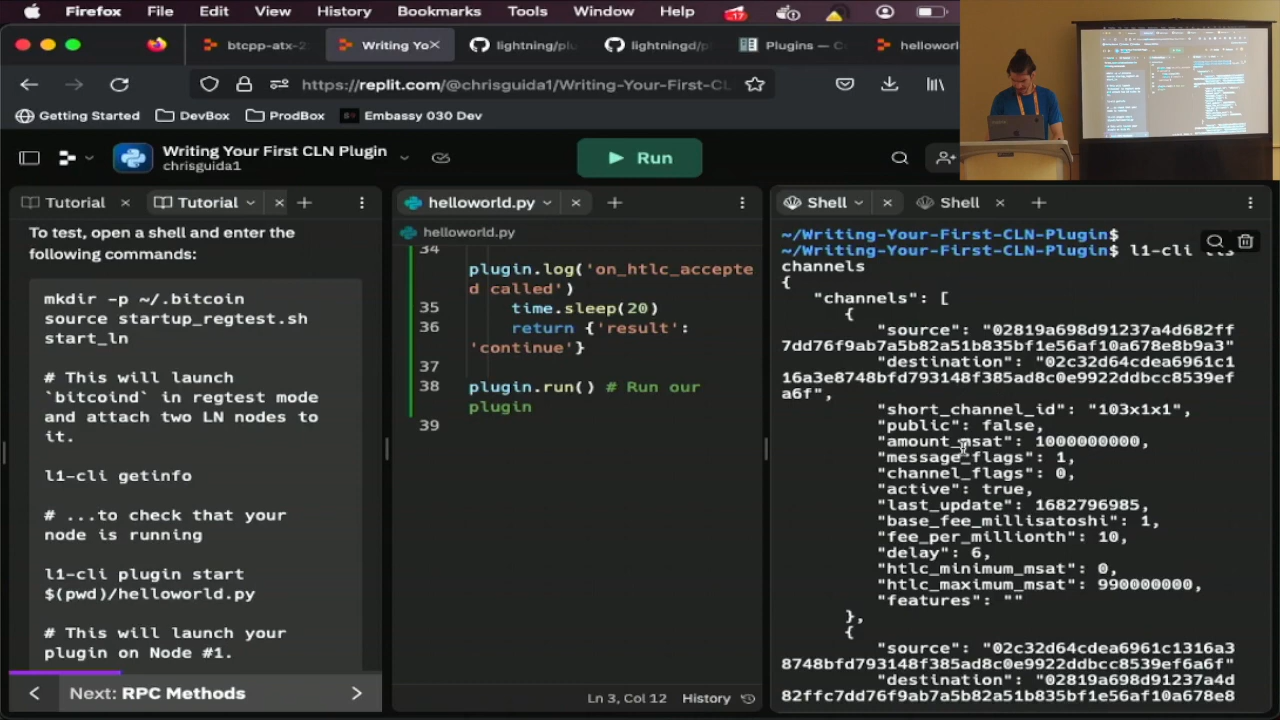 Firefox File Edit View History Bookmarks Tools Window Help 17
btcpp-atx-2 Writing Yo lightning/plu lightningd/p Plugins — C helloworld
https://replit.com/@chrisguida1/Writing-Your-First-CL
Getting Started DevBox ProdBox Embassy 030 Dev
Writing Your First CLN Plugin
chrisguida1
Run
Tutorial
Tutorial
To test, open a shell and enter the
following commands:
mkdir -p ~/.bitcoin
source startup_regtest.sh
start_ln
# This will launch
`bitcoind` in regtest mode
and attach two LN nodes to
it.
l1-cli getinfo
# ...to check that your
node is running
l1-cli plugin start
$(pwd)/helloworld.py
# This will launch your
plugin on Node #1.
Next: RPC Methods
helloworld.py
helloworld.py
34
plugin.log('on_htlc_accepte
d called')
35 time.sleep(20)
36 return {'result':
'continue'}
37
38 plugin.run() # Run our
plugin
39
Ln 3, Col 12 History
Shell
Shell
~/Writing-Your-First-CLN-Plugin$
~/Writing-Your-First-CLN-Plugin$ l1-cli
channels
{
"channels": [
{
"source": "02819a698d91237a4d682ff
7dd76f9ab7a5b82a51b835bf1e56af10a678e8b9a3"
"destination": "02c32d64cdea6961c1
16a3e8748bfd793148f385ad8c0e9922ddbcc8539ef
a6f",
"short_channel_id": "103x1x1",
"public": false,
"amount_msat": 1000000000,
"message_flags": 1,
"channel_flags": 0,
"active": true,
"last_update": 1682796985,
"base_fee_millisatoshi": 1,
"fee_per_millionth": 10,
"delay": 6,
"htlc_minimum_msat": 0,
"htlc_maximum_msat": 990000000,
"features": ""
},
{
"source": "02c32d64cdea6961c1316a3
8748bfd793148f385ad8c0e9922ddbcc8539ef6a6f"
"destination": "02819a698d91237a4d
82ffc7dd76f9ab7a5b82a51b835bf1e56af10a678e8